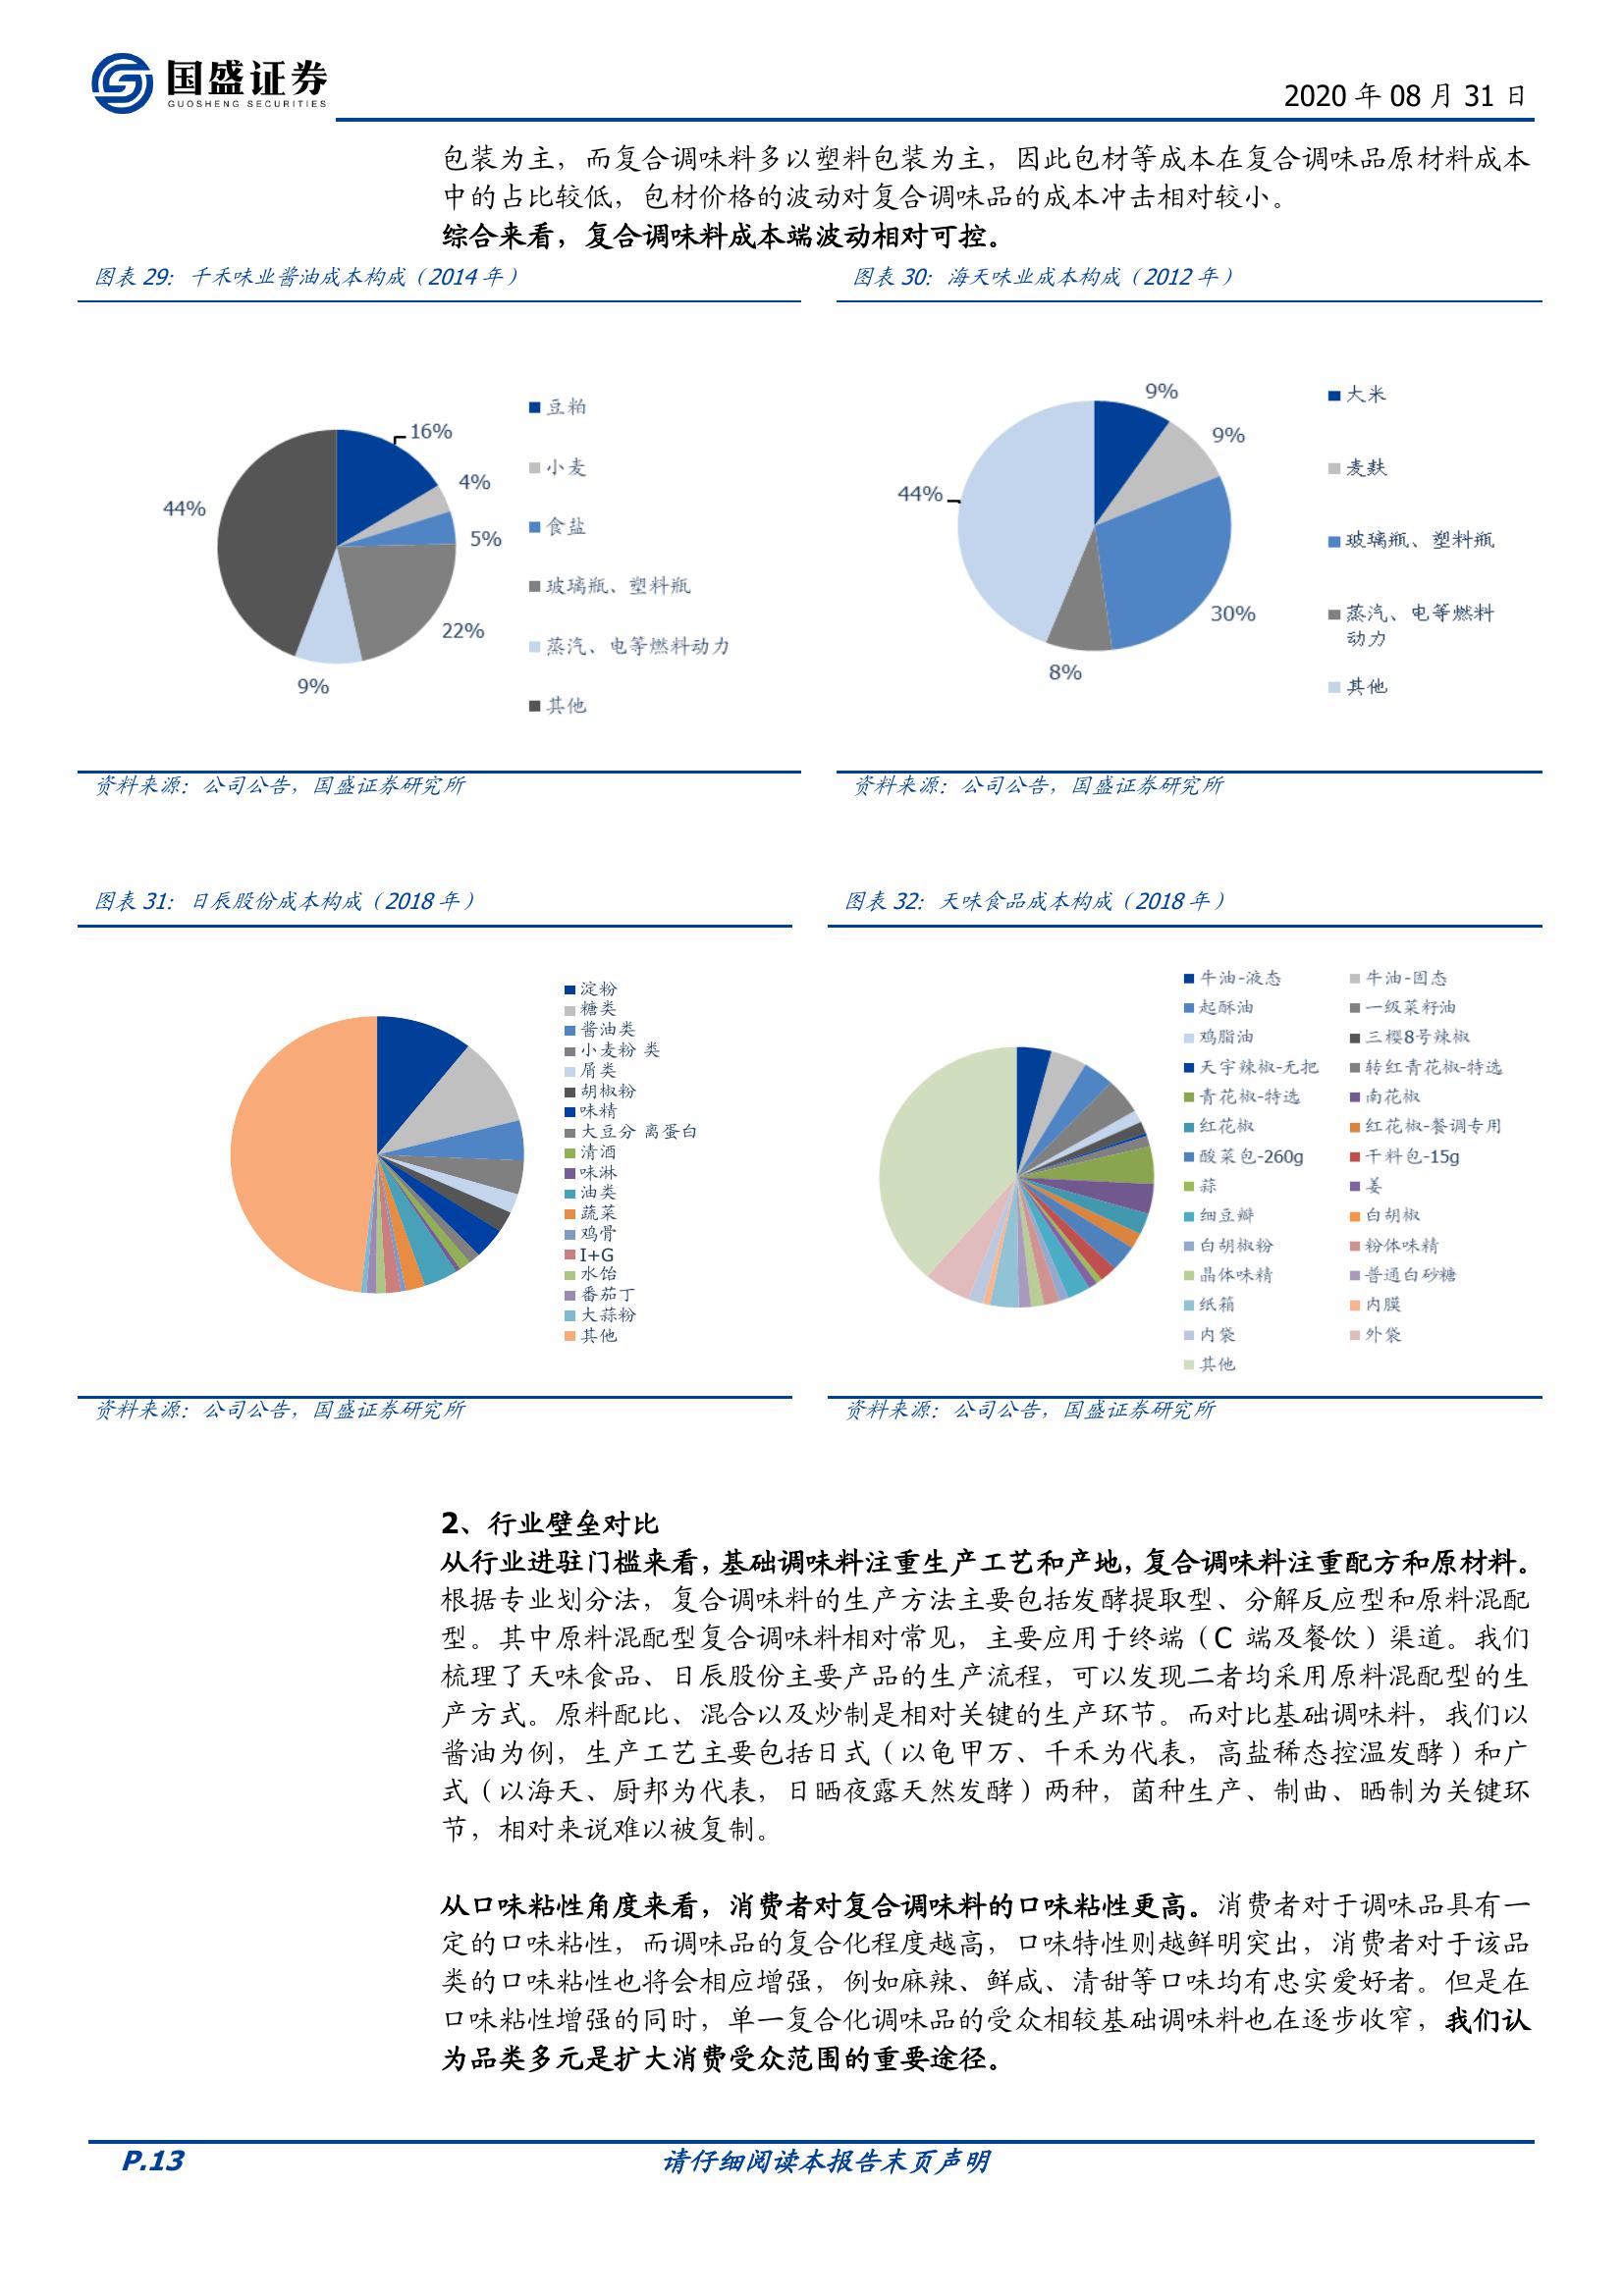 国盛证券
GUOSHENG SECURITIES
2020 年 08 月 31 日
包装为主，而复合调味料多以塑料包装为主，因此包材等成本在复合调味品原材料成本
中的占比较低，包材价格的波动对复合调味品的成本冲击相对较小。
综合来看，复合调味料成本端波动相对可控。
图表 29：千禾味业酱油成本构成（2014 年）
16%
4%
5%
22%
9%
44%
豆粕
小麦
食盐
玻璃瓶、塑料瓶
蒸汽、电等燃料动力
其他
资料来源：公司公告，国盛证券研究所
图表 30：海天味业成本构成（2012 年）
9%
9%
30%
8%
44%
大米
麦麸
玻璃瓶、塑料瓶
蒸汽、电等燃料
动力
其他
资料来源：公司公告，国盛证券研究所
图表 31：日辰股份成本构成（2018 年）
淀粉
糖类
酱油类
小麦粉 类
屑类
胡椒粉
味精
大豆分 离蛋白
清酒
味淋
油类
蔬菜
鸡骨
I+G
水饴
番茄丁
大蒜粉
其他
资料来源：公司公告，国盛证券研究所
图表 32：天味食品成本构成（2018 年）
牛油-液态 牛油-固态
起酥油 一级菜籽油
鸡脂油 三樱8号辣椒
天宇辣椒-无把 转红青花椒-特选
青花椒-特选 南花椒
红花椒 红花椒-餐调专用
酸菜包-260g 干料包-15g
蒜 姜
细豆瓣 白胡椒
白胡椒粉 粉体味精
晶体味精 普通白砂糖
纸箱 内膜
内袋 外袋
其他
资料来源：公司公告，国盛证券研究所
2、行业壁垒对比
从行业进驻门槛来看，基础调味料注重生产工艺和产地，复合调味料注重配方和原材料。
根据专业划分法，复合调味料的生产方法主要包括发酵提取型、分解反应型和原料混配
型。其中原料混配型复合调味料相对常见，主要应用于终端（C 端及餐饮）渠道。我们
梳理了天味食品、日辰股份主要产品的生产流程，可以发现二者均采用原料混配型的生
产方式。原料配比、混合以及炒制是相对关键的生产环节。而对比基础调味料，我们以
酱油为例，生产工艺主要包括日式（以龟甲万、千禾为代表，高盐稀态控温发酵）和广
式（以海天、厨邦为代表，日晒夜露天然发酵）两种，菌种生产、制曲、晒制为关键环
节，相对来说难以被复制。
从口味粘性角度来看，消费者对复合调味料的口味粘性更高。消费者对于调味品具有一
定的口味粘性，而调味品的复合化程度越高，口味特性则越鲜明突出，消费者对于该品
类的口味粘性也将会相应增强，例如麻辣、鲜咸、清甜等口味均有忠实爱好者。但是在
口味粘性增强的同时，单一复合化调味品的受众相较基础调味料也在逐步收窄，我们认
为品类多元是扩大消费受众范围的重要途径。
P.13
请仔细阅读本报告末页声明